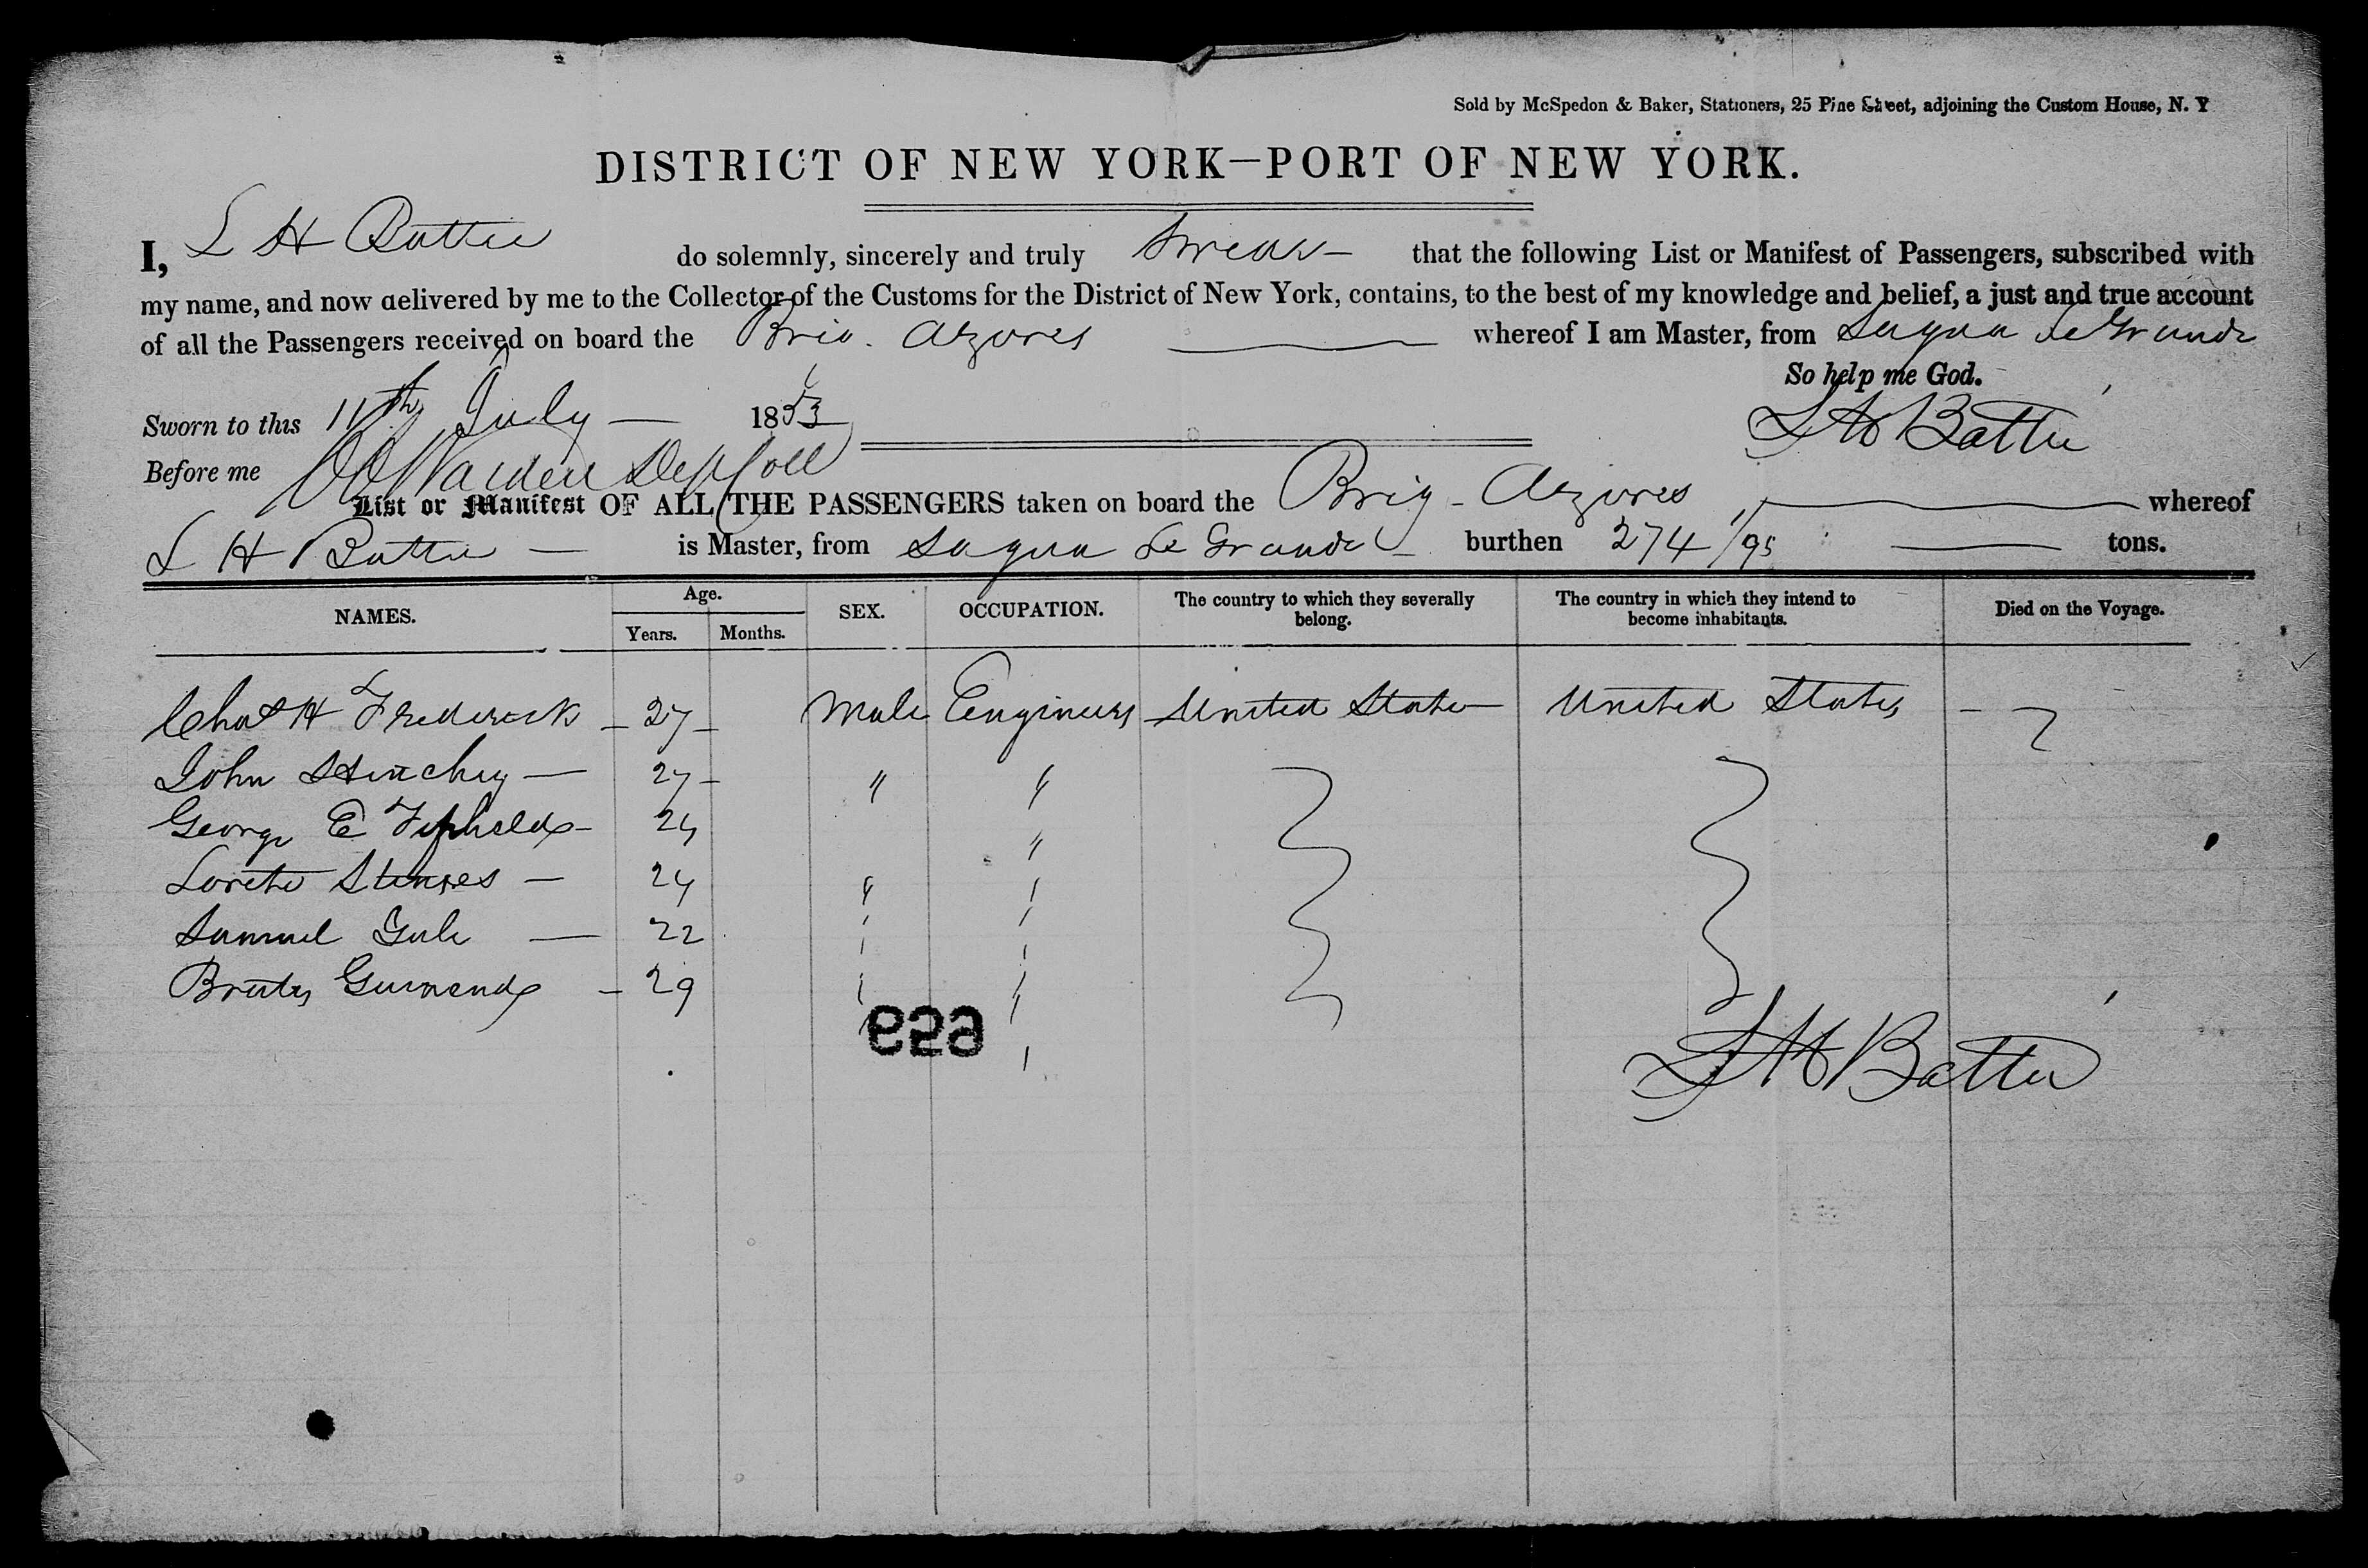 Sold by McSpedon & Baker, Stationers, 25 Pine Street, adjoining the Custom House, N. Y
DISTRICT OF NEW YORK—PORT OF NEW YORK.
I, L H Battie do solemnly, sincerely and truly Swear — that the following List or Manifest of Passengers, subscribed with
my name, and now delivered by me to the Collector of the Customs for the District of New York, contains, to the best of my knowledge and belief, a just and true account
of all the Passengers received on board the Brig. Azores — whereof I am Master, from Sagua Le Grande
So help me God.
Sworn to this 11th July — 1853
L H Battie
Before me Dep Coll
List or Manifest OF ALL THE PASSENGERS taken on board the Brig - Azores — whereof
L H Battie — is Master, from Sagua Le Grande — burthen 274 1/95 — tons.
NAMES. Age. SEX. OCCUPATION. The country to which they severally belong. The country in which they intend to become inhabitants. Died on the Voyage.
Years. Months.
Chas H Frederick — 27 — Male Engineers United States United States —
John — 27 — " "
George E — 24 "
Loreto — 24 " "
Samuel Gale — 22 " "
— 29 " "
659
L H Battie